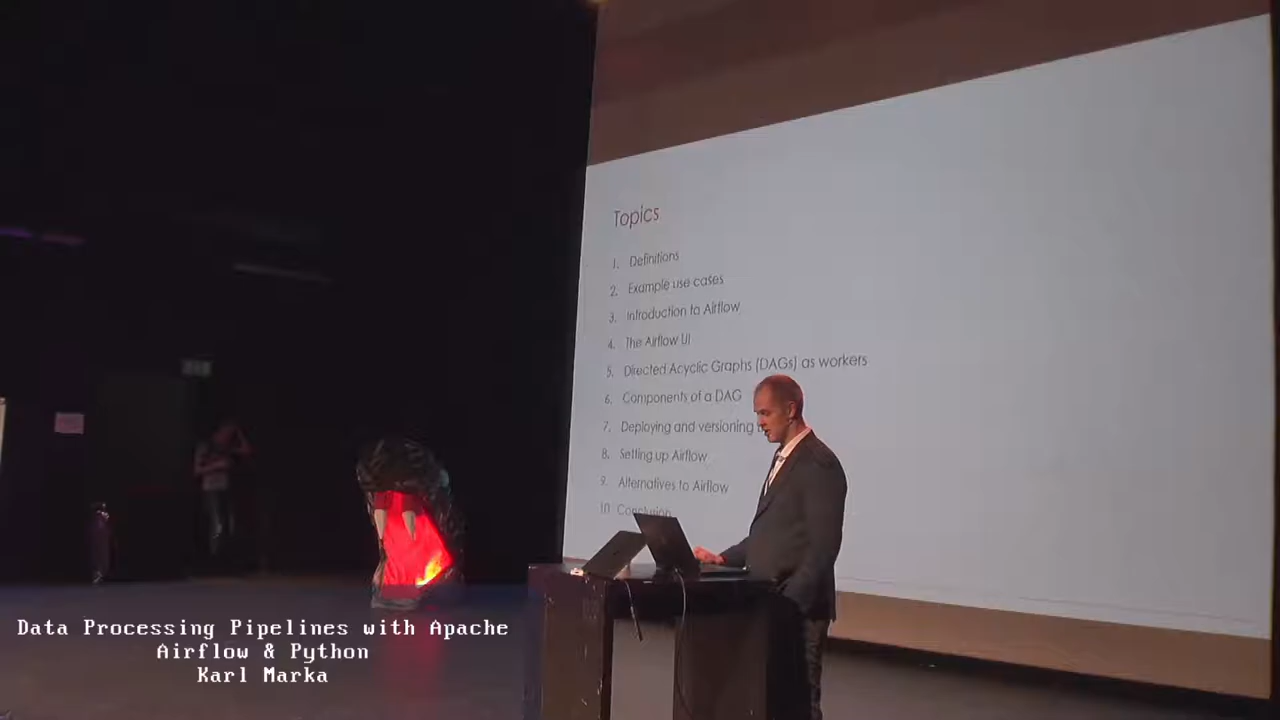 Topics
1. Definitions
2. Example use cases
3. Introduction to Airflow
4. The Airflow UI
5. Directed Acyclic Graphs (DAGs) as workers
6. Components of a DAG
7. Deploying and versioning
8. Setting up Airflow
9. Alternatives to Airflow
10. Conclusion
Data Processing Pipelines with Apache
Airflow & Python
Karl Marka